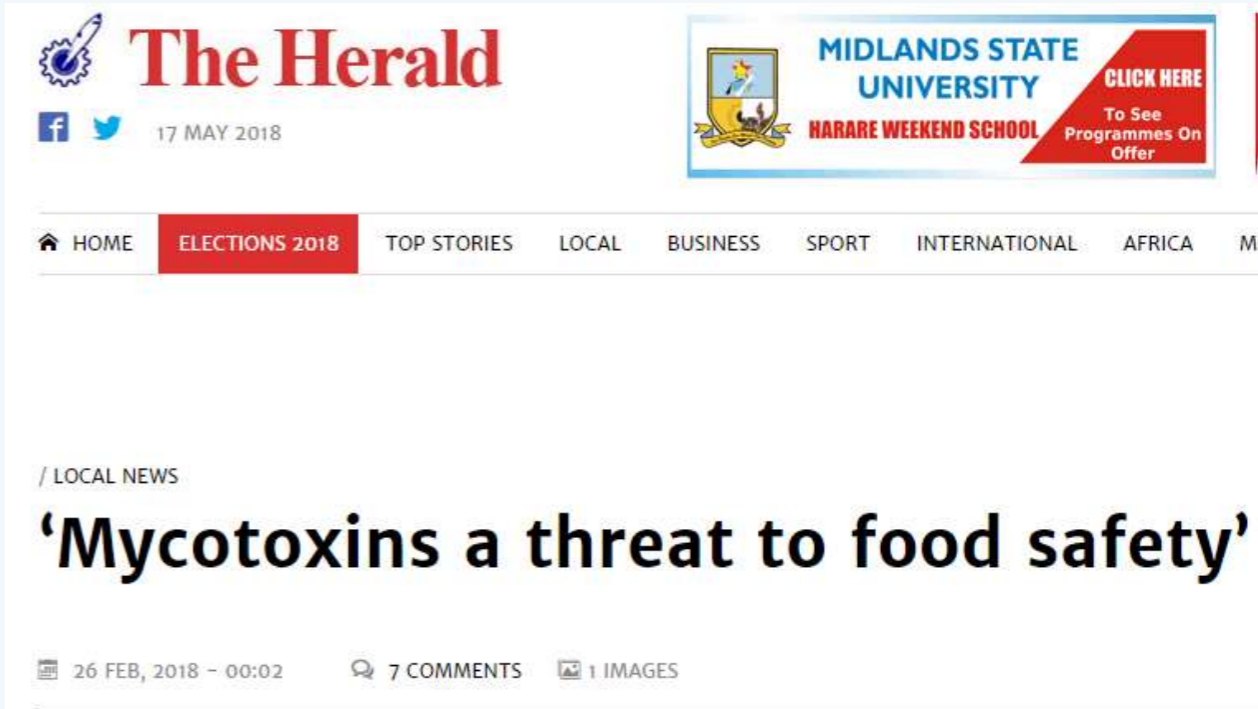 The Herald
17 MAY 2018
MIDLANDS STATE
UNIVERSITY
HARARE WEEKEND SCHOOL
CLICK HERE
To See
Programmes On
Offer
HOME ELECTIONS 2018 TOP STORIES LOCAL BUSINESS SPORT INTERNATIONAL AFRICA M
/ LOCAL NEWS
‘Mycotoxins a threat to food safety’
26 FEB, 2018 - 00:02 7 COMMENTS 1 IMAGES